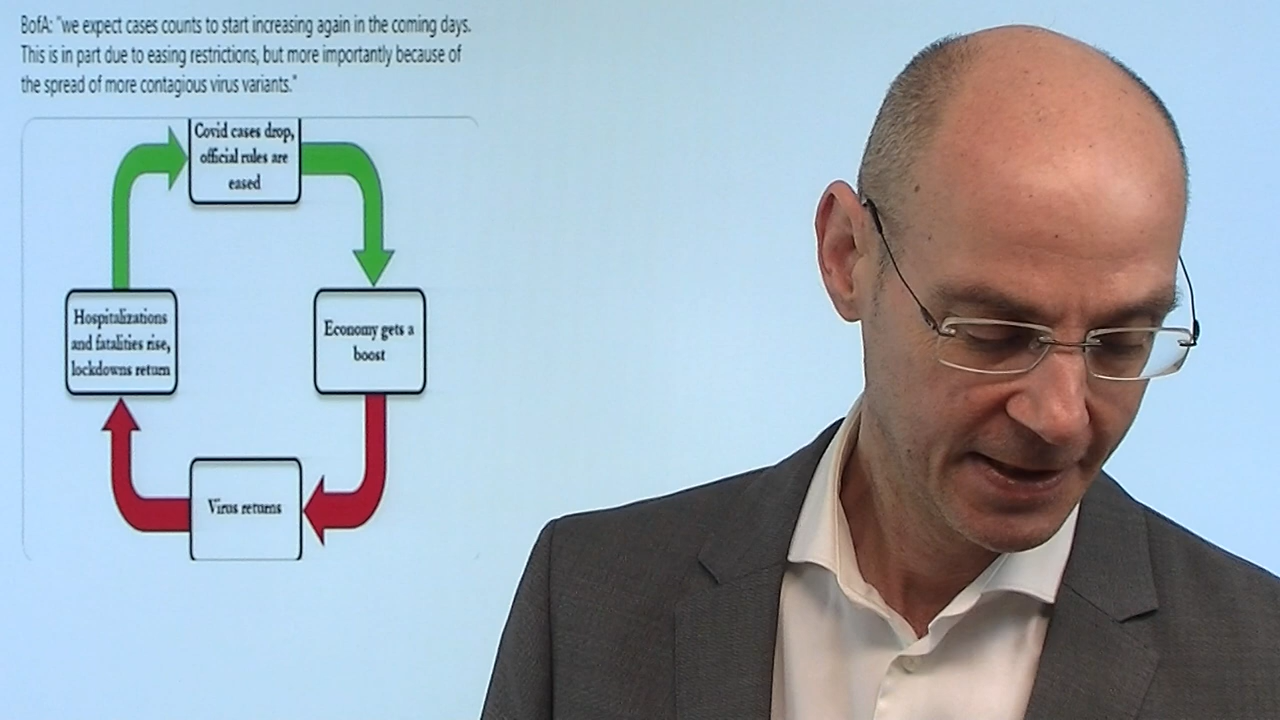 BofA: "we expect cases counts to start increasing again in the coming days.
This is in part due to easing restrictions, but more importantly because of
the spread of more contagious virus variants."
Covid cases drop,
official rules are
eased
Hospitalizations
and fatalities rise,
lockdowns return
Economy gets a
boost
Virus returns